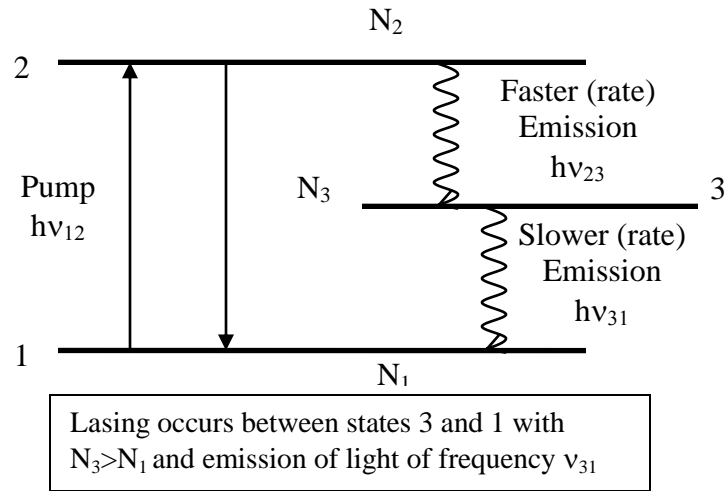 N₂
2
Faster (rate)
Emission
hν₂₃
Pump
hν₁₂
N₃
3
Slower (rate)
Emission
hν₃₁
1
N₁
Lasing occurs between states 3 and 1 with
N₃>N₁ and emission of light of frequency ν₃₁